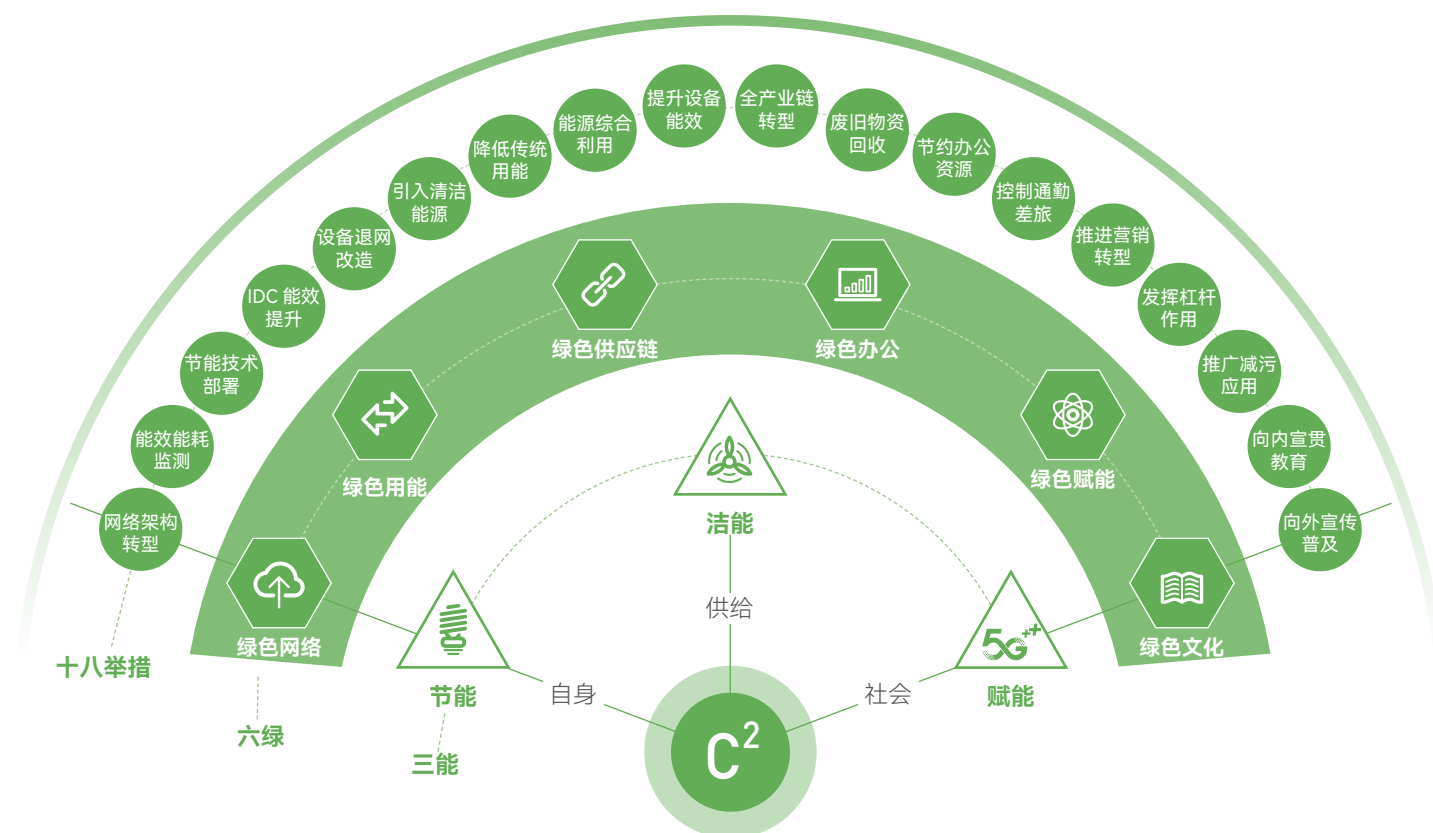 提升设备
能效
全产业链
转型
能源综合
利用
废旧物资
回收
降低传统
用能
节约办公
资源
引入清洁
能源
控制通勤
差旅
设备退网
改造
推进营销
转型
IDC 能效
提升
发挥杠杆
作用
节能技术
部署
推广减污
应用
能效能耗
监测
向内宣贯
教育
网络架构
转型
向外宣传
普及
绿色供应链
绿色办公
绿色用能
绿色赋能
绿色网络
绿色文化
洁能
供给
5G++
十八举措
节能
自身
社会
赋能
六绿
三能
C²